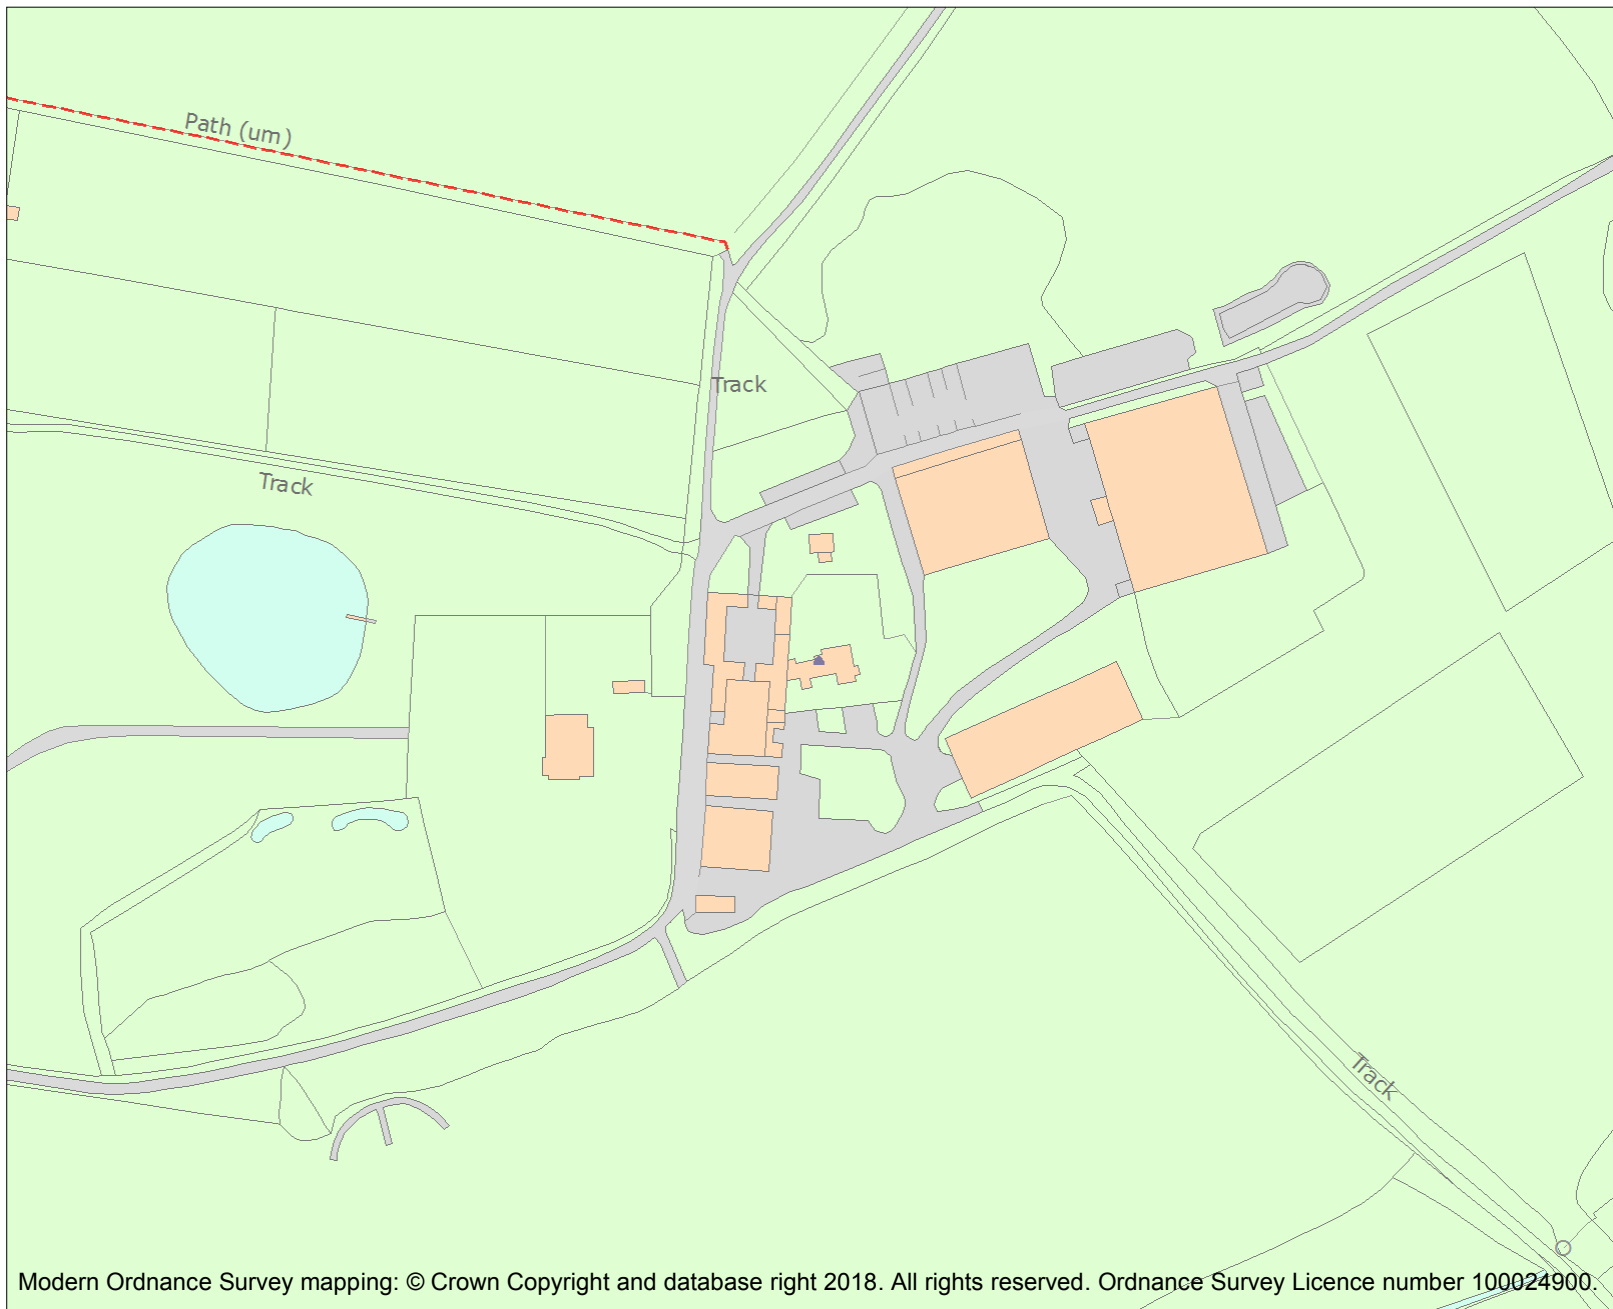 Path (um)
Track
Track
Track
Modern Ordnance Survey mapping: © Crown Copyright and database right 2018. All rights reserved. Ordnance Survey Licence number 100024900.